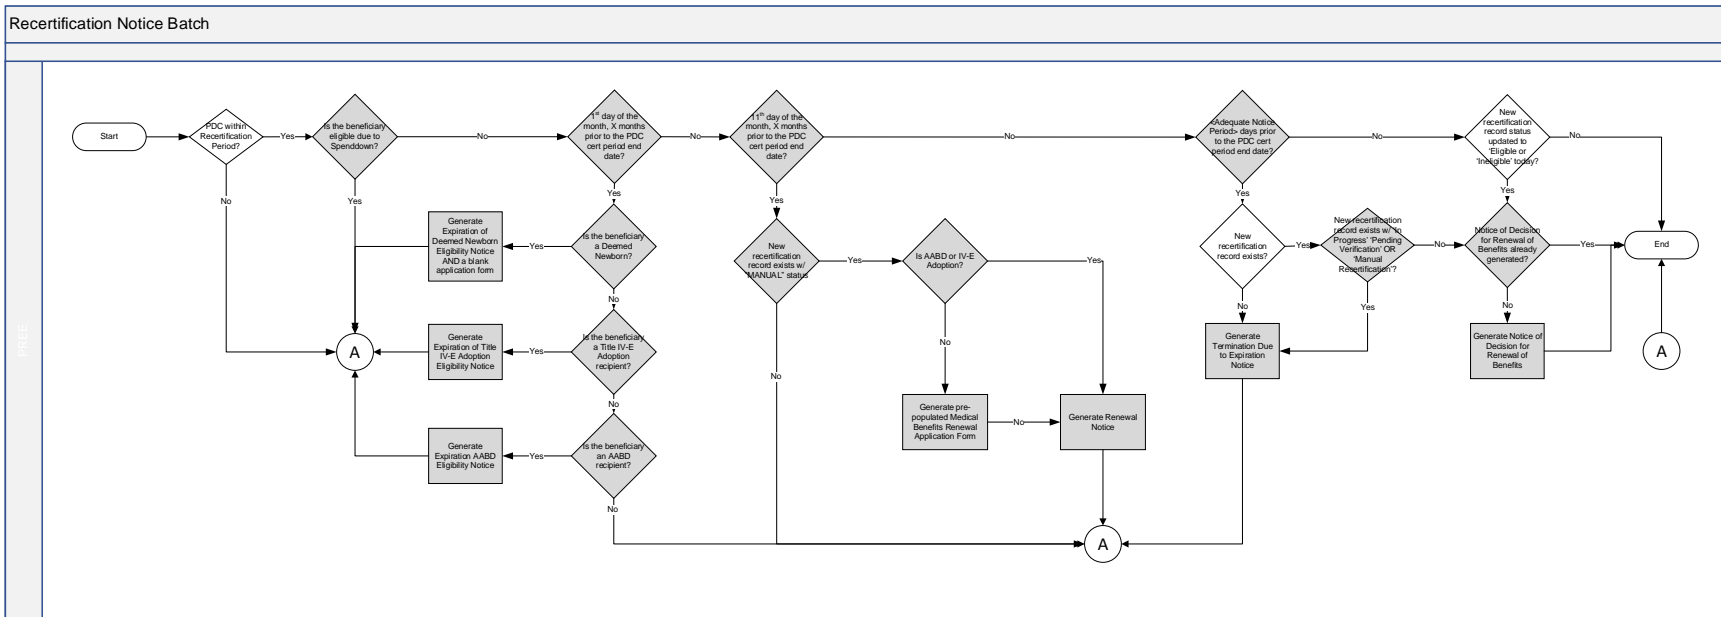 Recertification Notice Batch
PREE
Start
PDC within
Recertification
Period?
Yes
No
Is the beneficiary
eligible due to
Spenddown?
No
Yes
1st day of the
month, X months
prior to the PDC
cert period end
date?
No
Yes
11th day of the
month, X months
prior to the PDC
cert period end
date?
No
Yes
<Adequate Notice
Period> days prior
to the PDC cert
period end date?
No
Yes
New
recertification
record status
updated to
'Eligible or
'Ineligible' today?
No
Yes
Generate
Expiration of
Deemed Newborn
Eligibility Notice
AND a blank
application form
Yes
Is the beneficiary
a Deemed
Newborn?
No
New
recertification
record exists w/
"MANUAL" status
Yes
No
Is AABD or IV-E
Adoption?
Yes
No
New
recertification
record exists?
Yes
No
New recertification
record exists w/ 'In
Progress' 'Pending
Verification' OR
'Manual
Recertification'?
No
Yes
Notice of Decision
for Renewal of
Benefits already
generated?
Yes
No
End
A
Generate
Expiration of Title
IV-E Adoption
Eligibility Notice
Yes
Is the beneficiary
a Title IV-E
Adoption
recipient?
No
Generate
Termination Due
to Expiration
Notice
Generate Notice of
Decision for
Renewal of
Benefits
A
Generate pre-
populated Medical
Benefits Renewal
Application Form
No
Generate Renewal
Notice
Generate
Expiration AABD
Eligibility Notice
Yes
Is the beneficiary
an AABD
recipient?
No
A